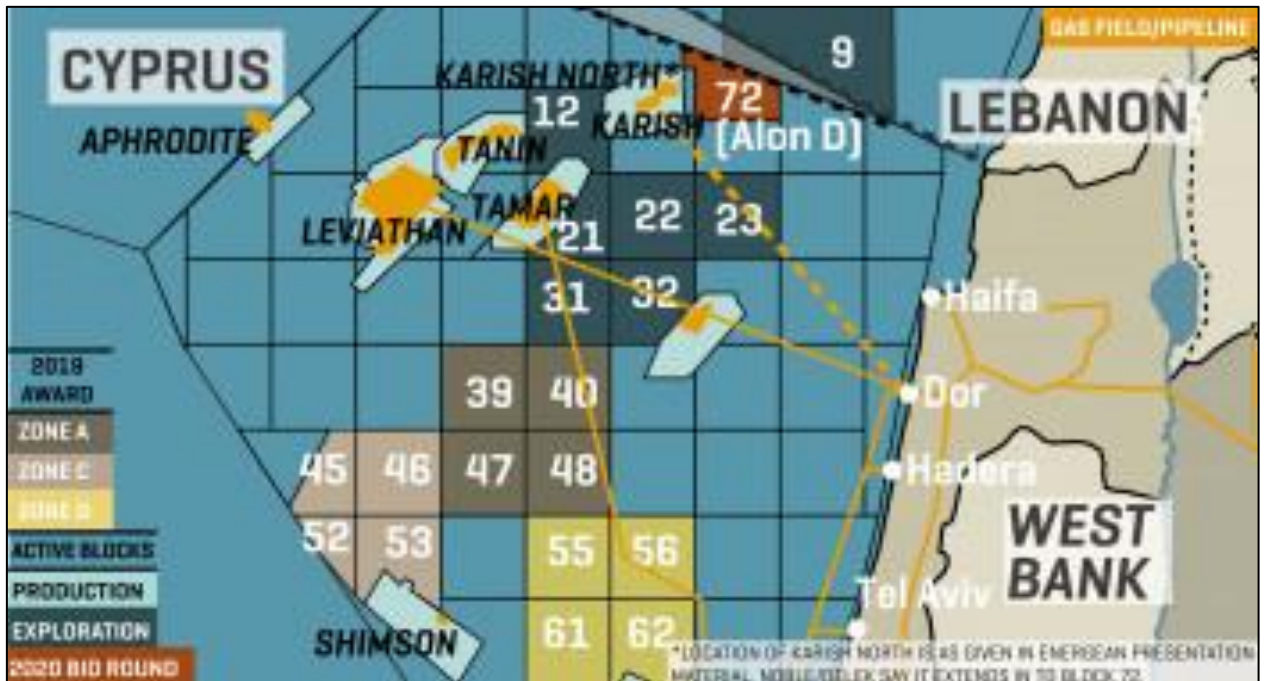 GAS FIELD/PIPELINE
CYPRUS
9
KARISH NORTH*
72
12
LEBANON
APHRODITE
KARISH
[Alon D]
TANIN
TAMAR
22
23
LEVIATHAN
21
31
32
Haifa
2019
AWARD
39
40
Dor
ZONE A
ZONE C
45
46
47
48
Hadera
ZONE D
52
53
55
56
WEST
BANK
ACTIVE BLOCKS
PRODUCTION
Tel Aviv
EXPLORATION
SHIMSON
61
62
2020 BID ROUND
*LOCATION OF KARISH NORTH IS AS GIVEN IN ENERGEAN PRESENTATION
MATERIAL. NOBLE/DELEK SAY IT EXTENDS IN TO BLOCK 72.